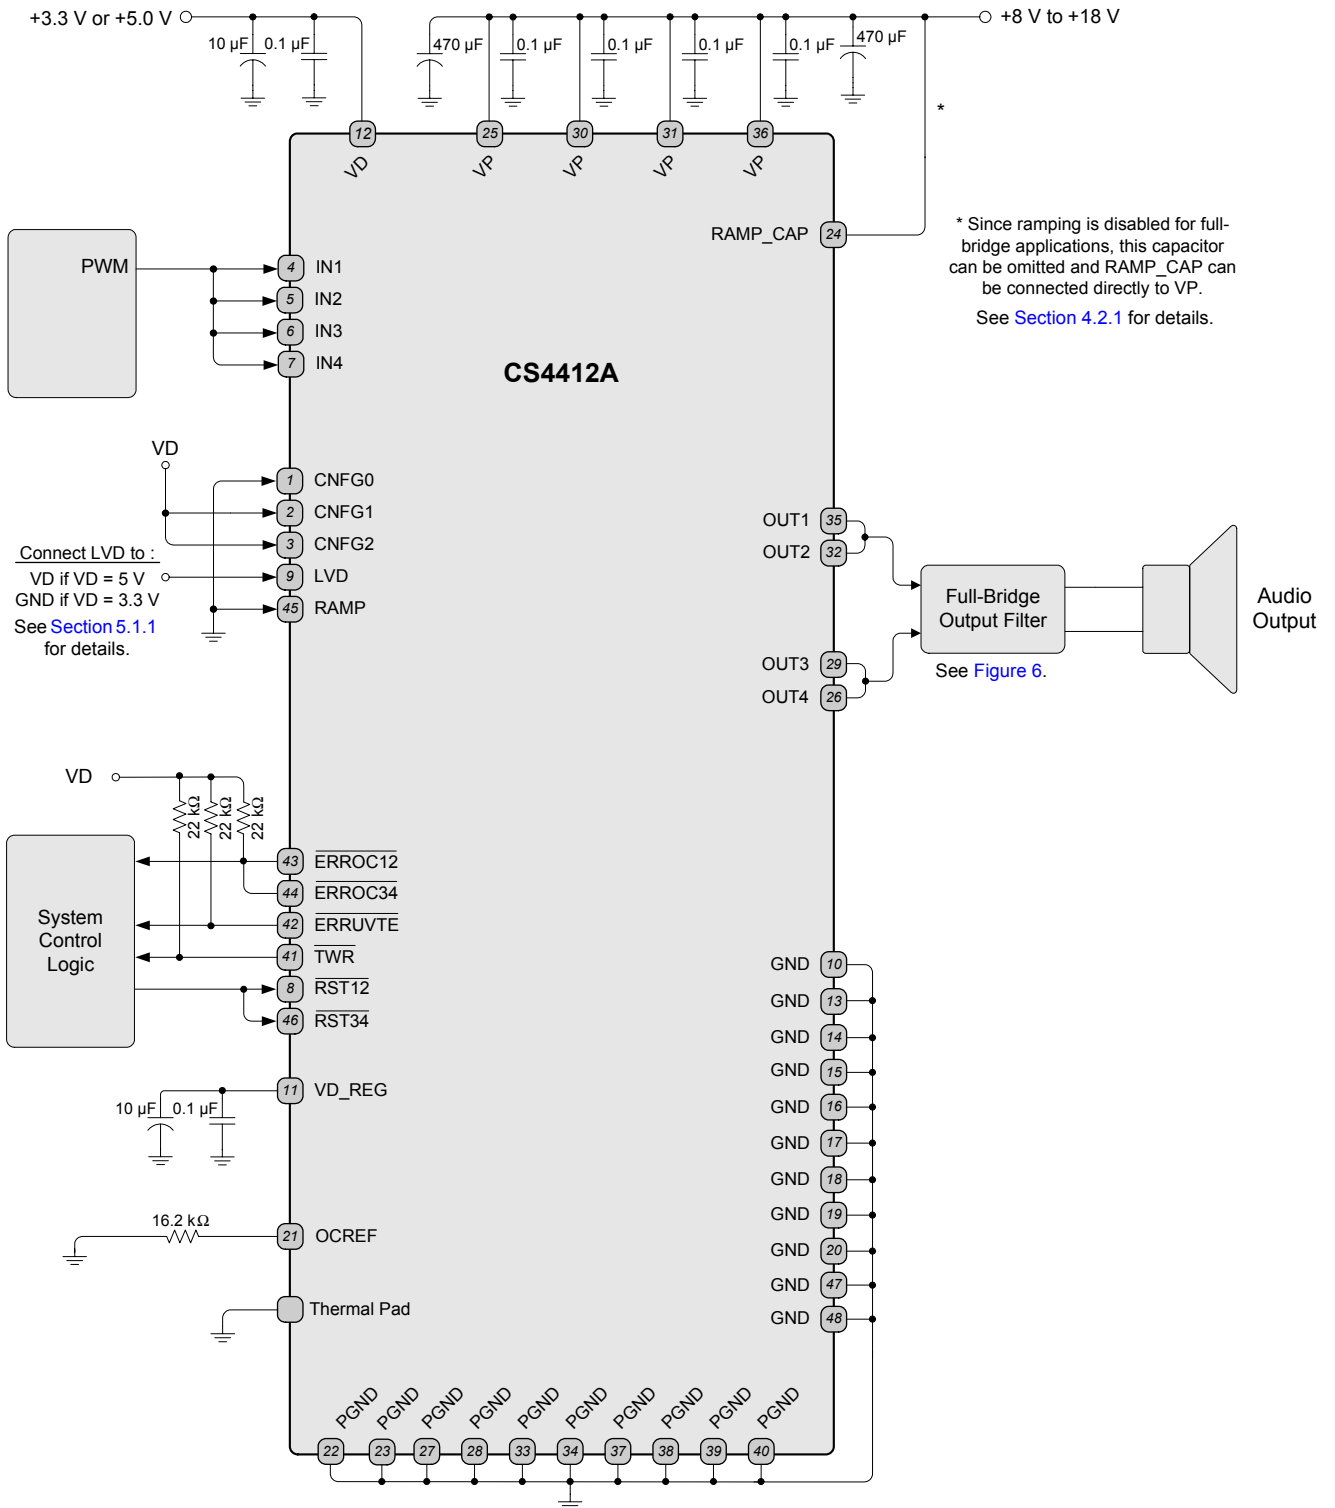 +3.3 V or +5.0 V
+8 V to +18 V
10 µF
0.1 µF
470 µF
0.1 µF
0.1 µF
0.1 µF
0.1 µF
470 µF
*
12
25
30
31
36
VD
VP
VP
VP
VP
RAMP_CAP
24
* Since ramping is disabled for full-
bridge applications, this capacitor
can be omitted and RAMP_CAP can
be connected directly to VP.
See Section 4.2.1 for details.
PWM
4
IN1
5
IN2
6
IN3
7
IN4
CS4412A
VD
1
CNFG0
2
CNFG1
3
CNFG2
9
LVD
45
RAMP
Connect LVD to :
VD if VD = 5 V
GND if VD = 3.3 V
See Section 5.1.1
for details.
OUT1
35
OUT2
32
OUT3
29
OUT4
26
Full-Bridge
Output Filter
See Figure 6.
Audio
Output
VD
22 kΩ
22 kΩ
22 kΩ
System
Control
Logic
43
ERROC12
44
ERROC34
42
ERRUVTE
41
TWR
8
RST12
46
RST34
11
VD_REG
10 µF
0.1 µF
16.2 kΩ
21
OCREF
Thermal Pad
GND
10
GND
13
GND
14
GND
15
GND
16
GND
17
GND
18
GND
19
GND
20
GND
47
GND
48
PGND
PGND
PGND
PGND
PGND
PGND
PGND
PGND
PGND
PGND
22
23
27
28
33
34
37
38
39
40